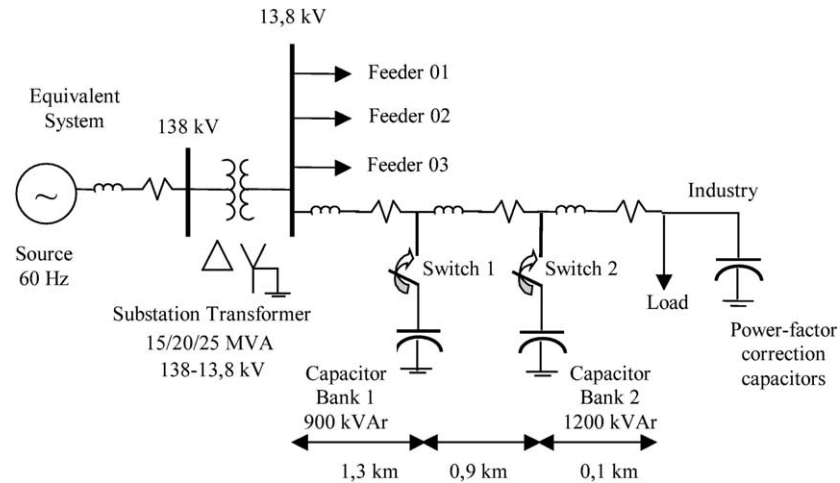 13,8 kV
Feeder 01
Equivalent
System
138 kV
Feeder 02
Feeder 03
Industry
~
Source
60 Hz
Switch 1
Switch 2
Load
Substation Transformer
15/20/25 MVA
138-13,8 kV
Power-factor
correction
capacitors
Capacitor
Bank 1
900 kVAr
Capacitor
Bank 2
1200 kVAr
1,3 km
0,9 km
0,1 km